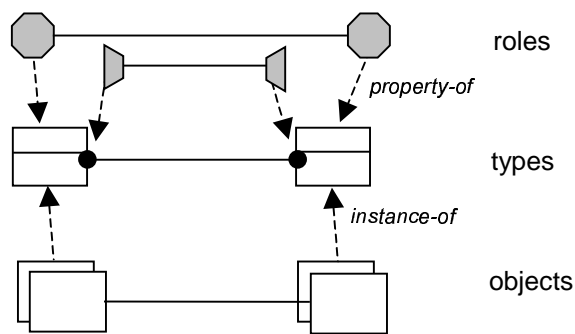 roles
property-of
types
instance-of
objects